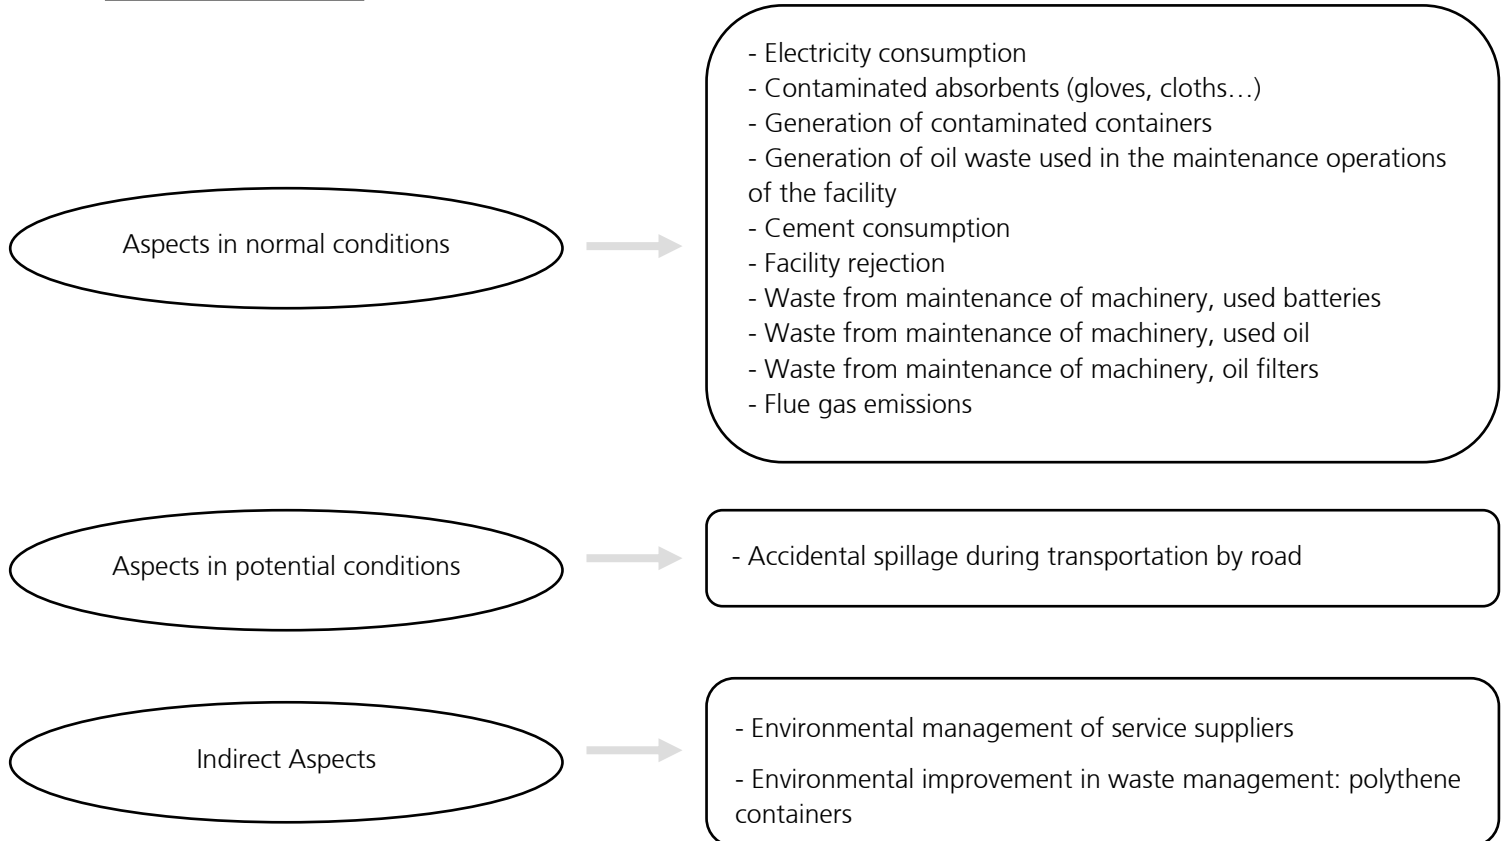 Aspects in normal conditions
- Electricity consumption
- Contaminated absorbents (gloves, cloths…)
- Generation of contaminated containers
- Generation of oil waste used in the maintenance operations
of the facility
- Cement consumption
- Facility rejection
- Waste from maintenance of machinery, used batteries
- Waste from maintenance of machinery, used oil
- Waste from maintenance of machinery, oil filters
- Flue gas emissions
Aspects in potential conditions
- Accidental spillage during transportation by road
Indirect Aspects
- Environmental management of service suppliers
- Environmental improvement in waste management: polythene
containers